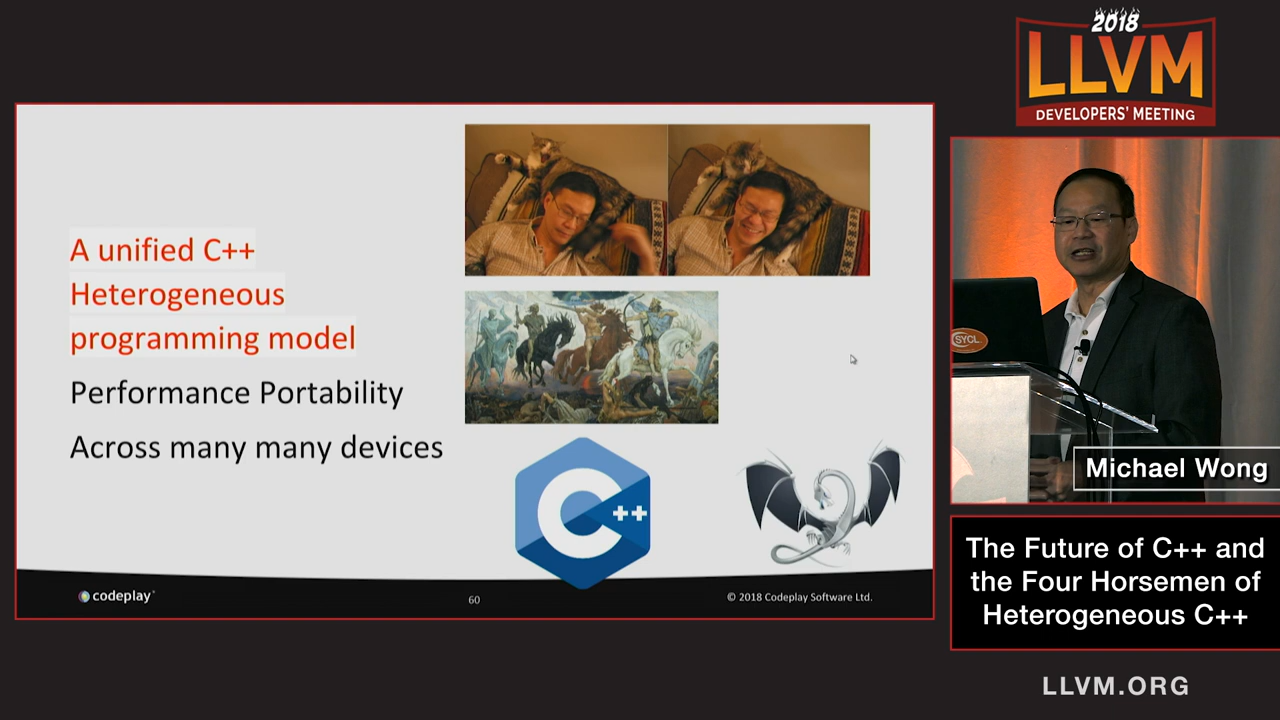 2018
LLVM
DEVELOPERS' MEETING
A unified C++
Heterogeneous
programming model
Performance Portability
Across many many devices
C++
codeplay
60
© 2018 Codeplay Software Ltd.
SYCL
Michael Wong
The Future of C++ and
the Four Horsemen of
Heterogeneous C++
LLVM.ORG